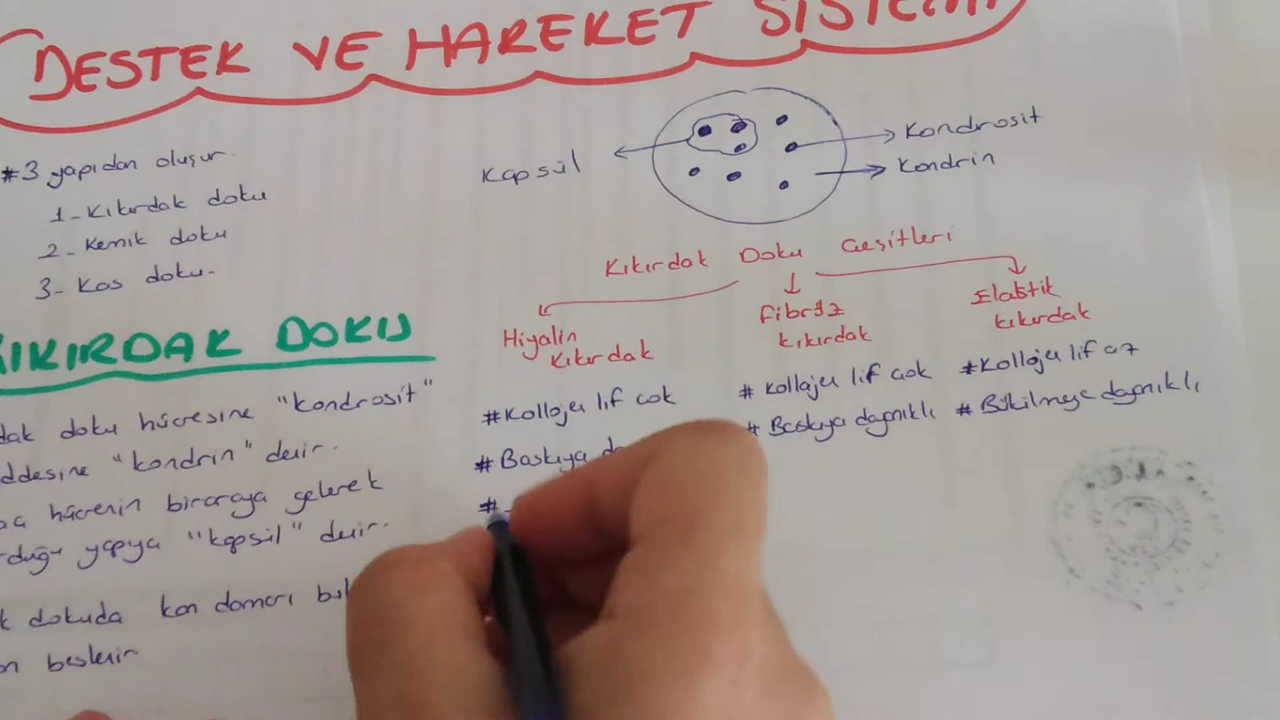 DESTEK VE HAREKET SİSTEMİ
#3 yapıdan oluşur.
1- Kıkırdak doku
2- Kemik doku
3- Kas doku-
KIKIRDAK DOKU
dak doku hücresine "kondrosit"
ddesine "kondrin" denir.
hücrenin biraraya gelerek
duğu yapıya "kapsül" denir.
k dokuda kan damarı bul
beslenir
Kapsül
Kondrosit
Kondrin
Kıkırdak Doku Çeşitleri
Hiyalin kıkırdak
#Kollojen lif çok
#Baskıya
#
Fibröz kıkırdak
# Kollajen lif çok
# Baskıya dayanıklı
Elastik kıkırdak
#Kollajen lif az
# Bükülmeye dayanıklı